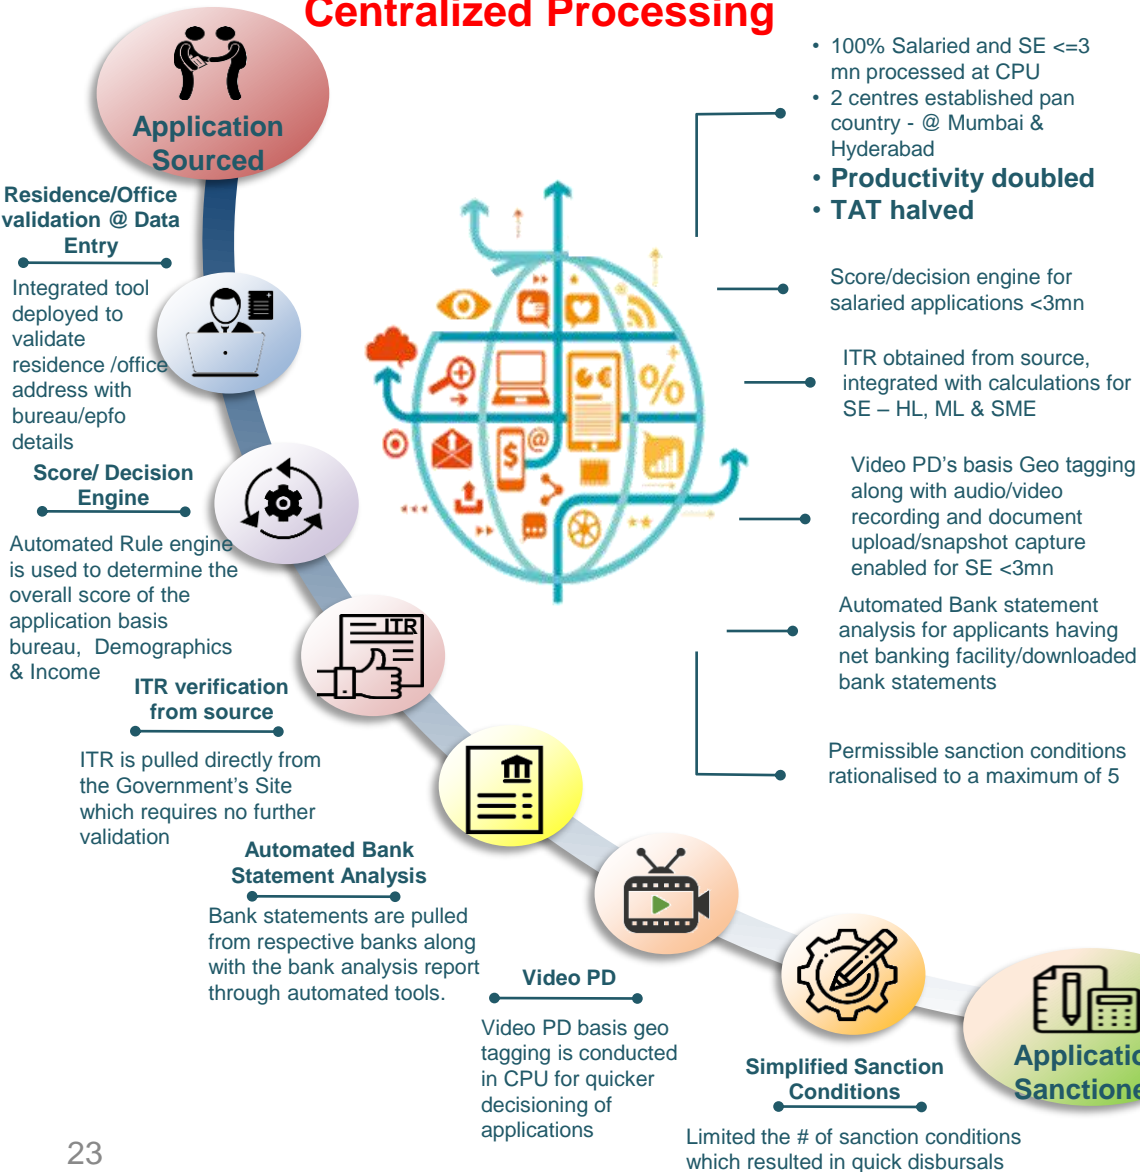 Centralized Processing
Application
Sourced
Residence/Office
validation @ Data
Entry
Integrated tool
deployed to
validate
residence /office
address with
bureau/epfo
details
Score/ Decision
Engine
Automated Rule engine
is used to determine the
overall score of the
application basis
bureau, Demographics
& Income
ITR
ITR verification
from source
ITR is pulled directly from
the Government's Site
which requires no further
validation
Automated Bank
Statement Analysis
Bank statements are pulled
from respective banks along
with the bank analysis report
through automated tools.
Video PD
Video PD basis geo
tagging is conducted
in CPU for quicker
decisioning of
applications
Simplified Sanction
Conditions
Limited the # of sanction conditions
which resulted in quick disbursals
Applicatio
Sanctione
• 100% Salaried and SE <=3
mn processed at CPU
• 2 centres established pan
country - @ Mumbai &
Hyderabad
• Productivity doubled
• TAT halved
Score/decision engine for
salaried applications <3mn
ITR obtained from source,
integrated with calculations for
SE – HL, ML & SME
Video PD's basis Geo tagging
along with audio/video
recording and document
upload/snapshot capture
enabled for SE <3mn
Automated Bank statement
analysis for applicants having
net banking facility/downloaded
bank statements
Permissible sanction conditions
rationalised to a maximum of 5
%
$
@
23